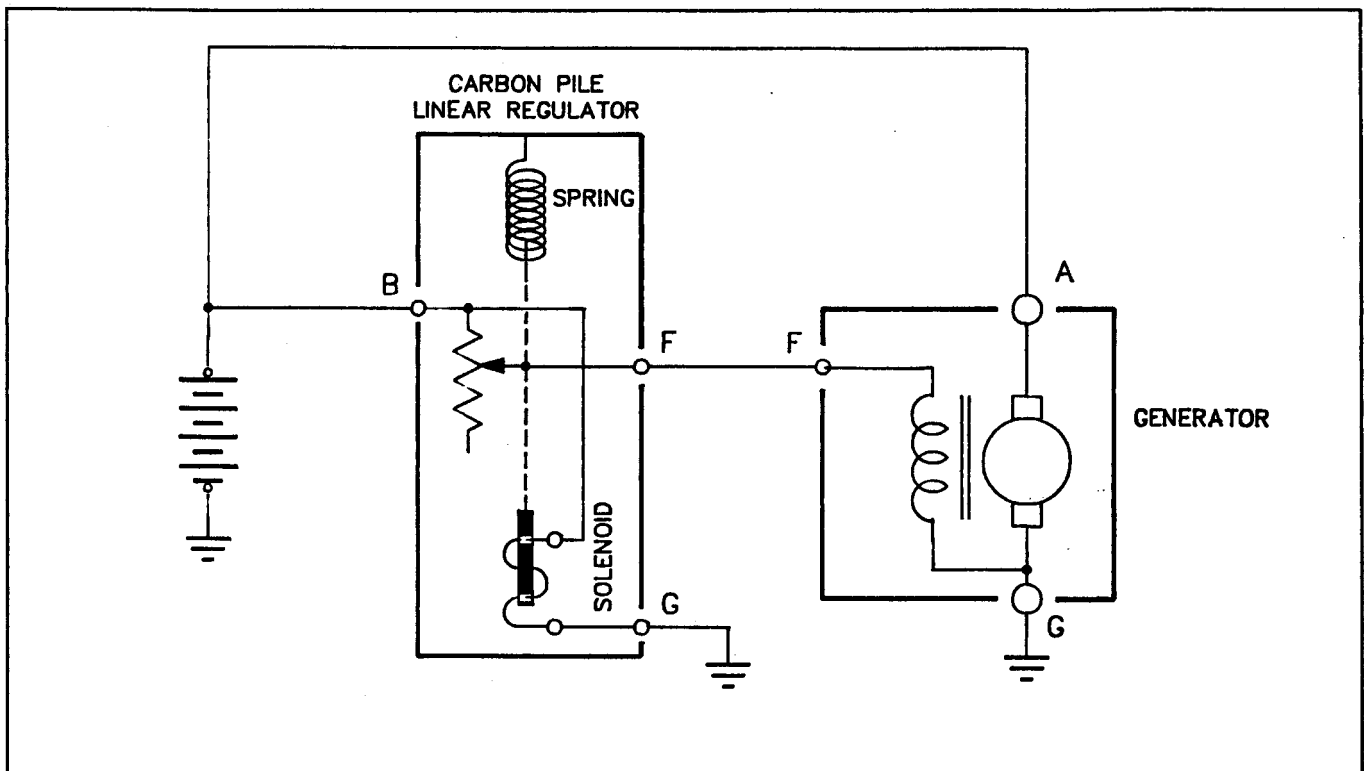 CARBON PILE
LINEAR REGULATOR
SPRING
B
A
F
F
GENERATOR
SOLENOID
G
G